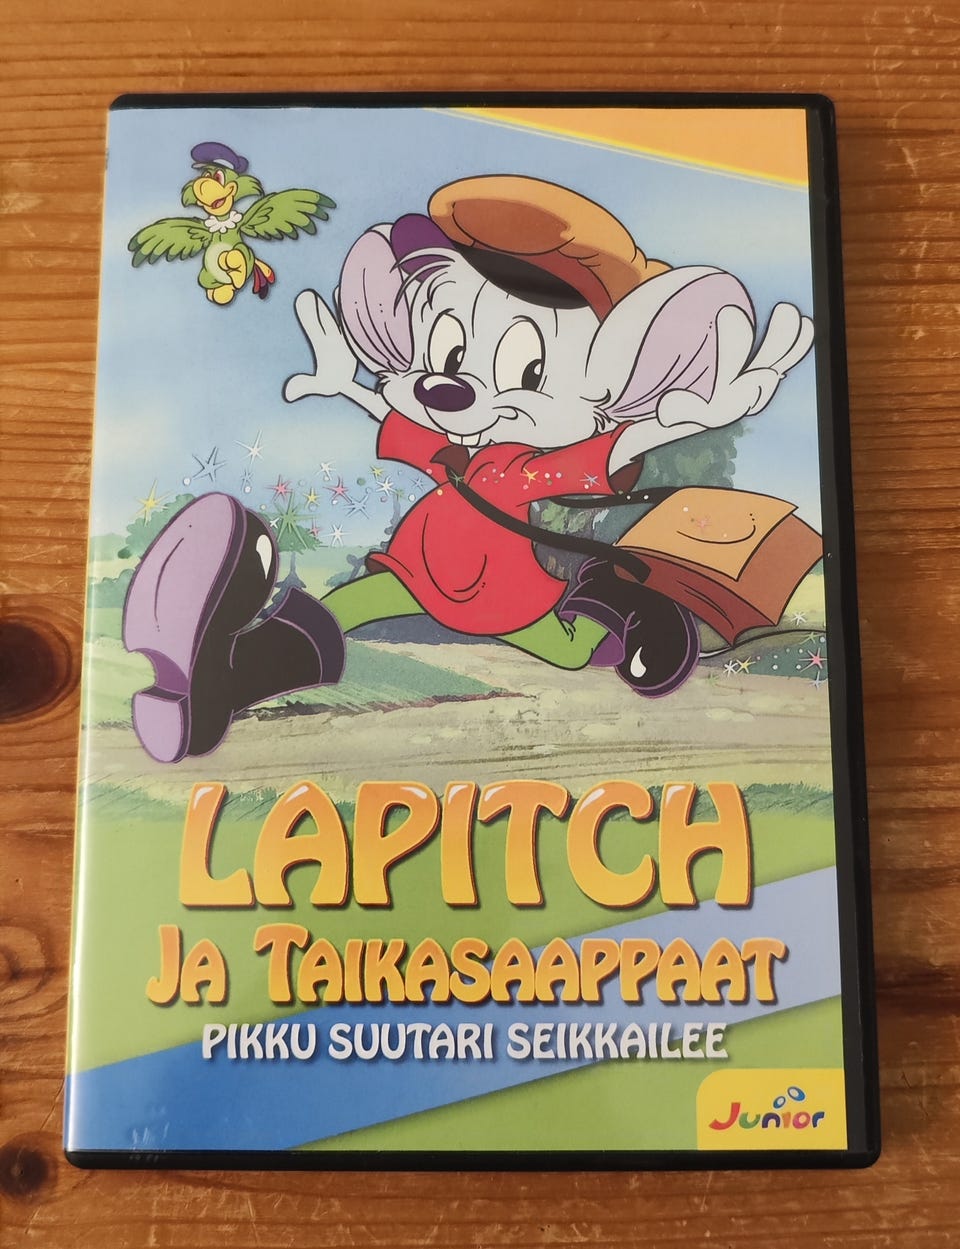 LAPITCH
JA TAIKASAAPPAAT
PIKKU SUUTARI SEIKKAILEE
Junior